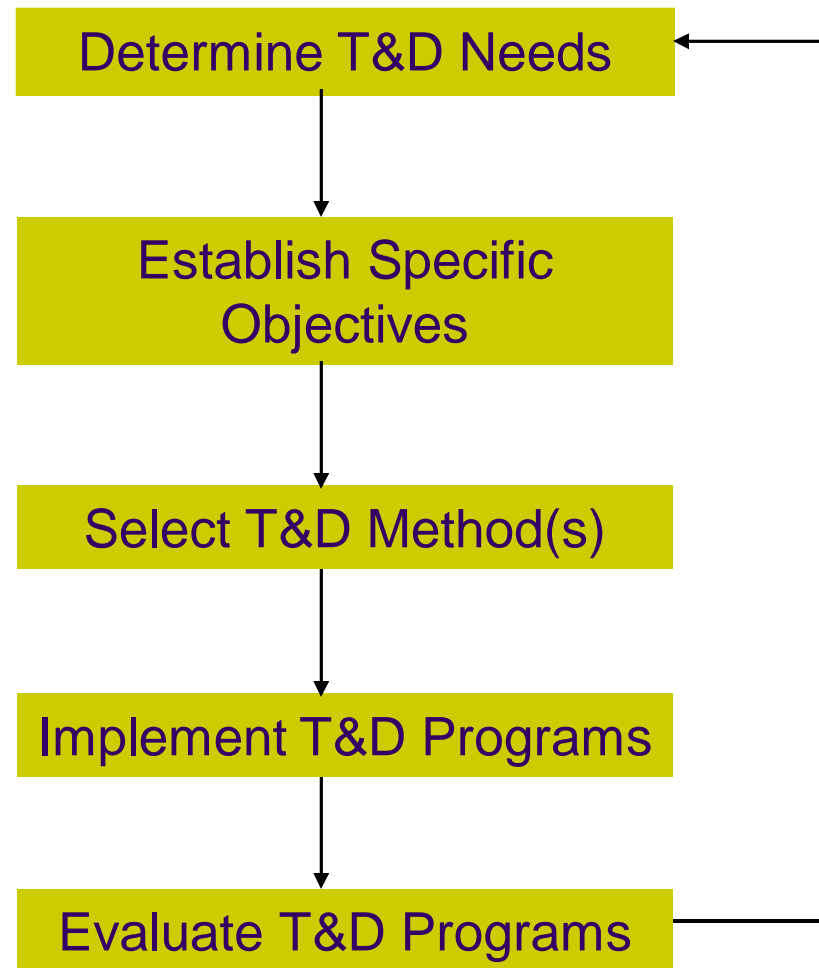 Determine T&D Needs
Establish Specific
Objectives
Select T&D Method(s)
Implement T&D Programs
Evaluate T&D Programs